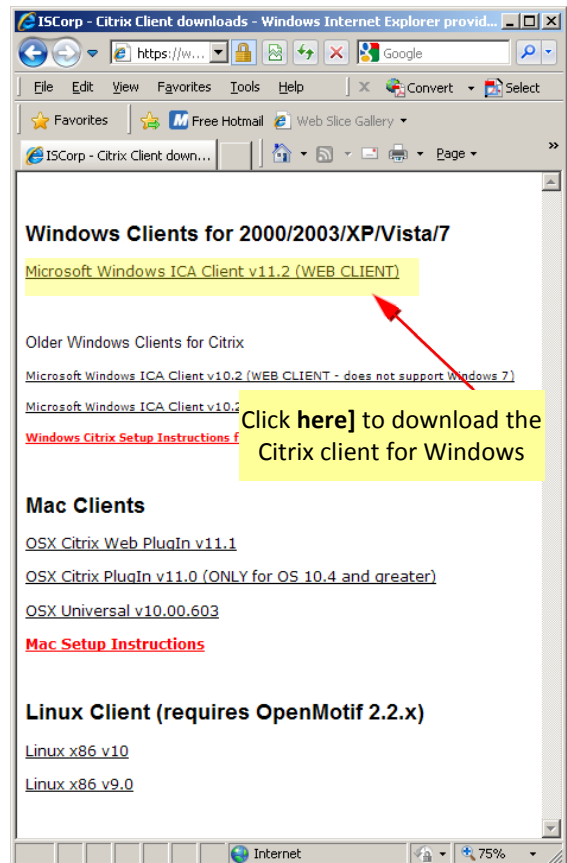 ISCorp - Citrix Client downloads - Windows Internet Explorer provid...
https://w...
Google
File Edit View Favorites Tools Help
Convert
Select
Favorites
Free Hotmail
Web Slice Gallery
ISCorp - Citrix Client down...
Page
Windows Clients for 2000/2003/XP/Vista/7
Microsoft Windows ICA Client v11.2 (WEB CLIENT)
Older Windows Clients for Citrix
Microsoft Windows ICA Client v10.2 (WEB CLIENT - does not support Windows 7)
Microsoft Windows ICA Client v10.2
Windows Citrix Setup Instructions f
Click here] to download the
Citrix client for Windows
Mac Clients
OSX Citrix Web PlugIn v11.1
OSX Citrix PlugIn v11.0 (ONLY for OS 10.4 and greater)
OSX Universal v10.00.603
Mac Setup Instructions
Linux Client (requires OpenMotif 2.2.x)
Linux x86 v10
Linux x86 v9.0
Internet
75%